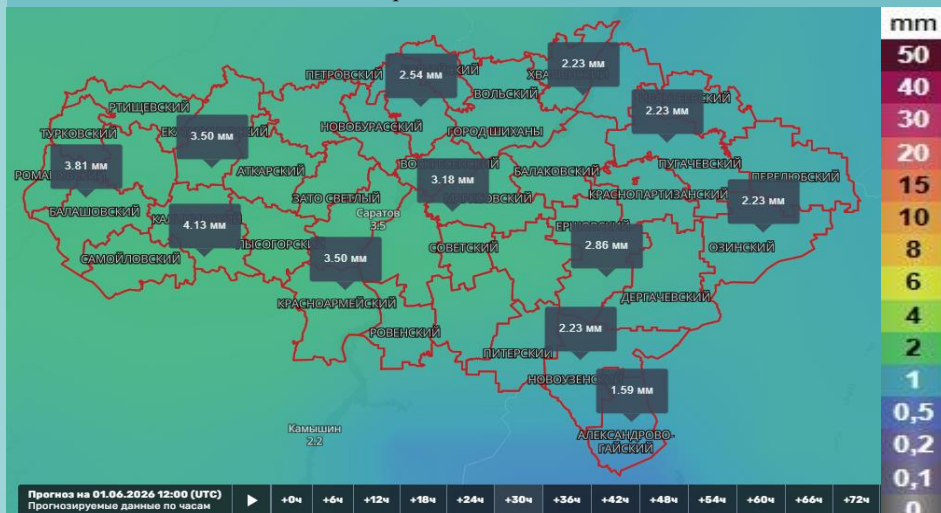 mm
50
40
30
20
15
10
8
6
4
2
1
0,5
0,2
0,1
0
ПЕТРОВСКИЙ
2.54 мм
2.23 мм
ВОЛЬСКИЙ
2.23 мм
РТИЩЕВСКИЙ
ТУРКОВСКИЙ
3.50 мм
НОВОБУРАССКИЙ
ГОРОД ШИХАНЫ
3.81 мм
АТКАРСКИЙ
3.18 мм
БАЛАКОВСКИЙ
ПУГАЧЕВСКИЙ
ПЕРЕЛЮБСКИЙ
КРАСНОПАРТИЗАНСКИЙ
2.23 мм
ЗАТО СВЕТЛЫЙ
Саратов
3.5
БАЛАШОВСКИЙ
4.13 мм
ЛЫСОГОРСКИ
3.50 мм
СОВЕТСКИЙ
2.86 мм
ОЗИНСКИЙ
САМОЙЛОВСКИЙ
КРАСНОАРМЕЙСКИЙ
ДЕРГАЧЕВСКИЙ
РОВЕНСКИЙ
2.23 мм
ПИТЕРСКИЙ
НОВОУЗЕНС
1.59 мм
Камышин
2.2
АЛЕКСАНДРОВО-
ГАЙСКИЙ
Прогноз на 01.06.2026 12:00 (UTC)
Прогнозируемые данные по часам
+0ч +6ч +12ч +18ч +24ч +30ч +36ч +42ч +48ч +54ч +60ч +66ч +72ч